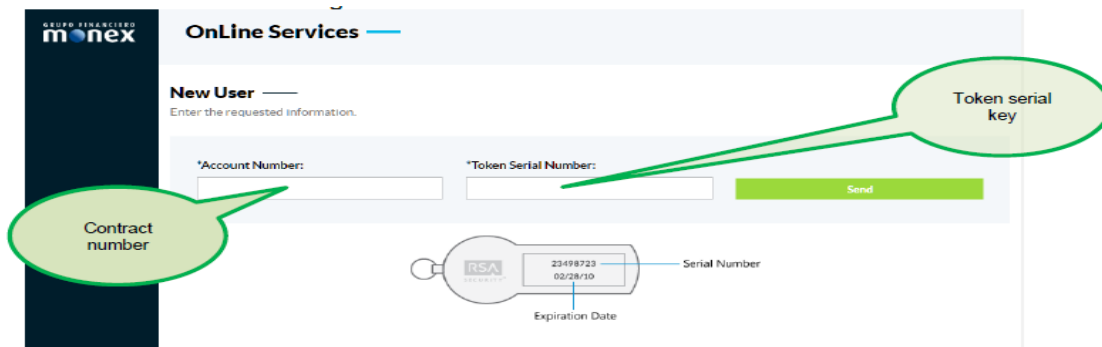 GRUPO FINANCIERO
monex
OnLine Services
New User
Enter the requested information.
Token serial
key
*Account Number:
*Token Serial Number:
Send
Contract
number
RSA
SECURITY
23498723
02/28/10
Serial Number
Expiration Date